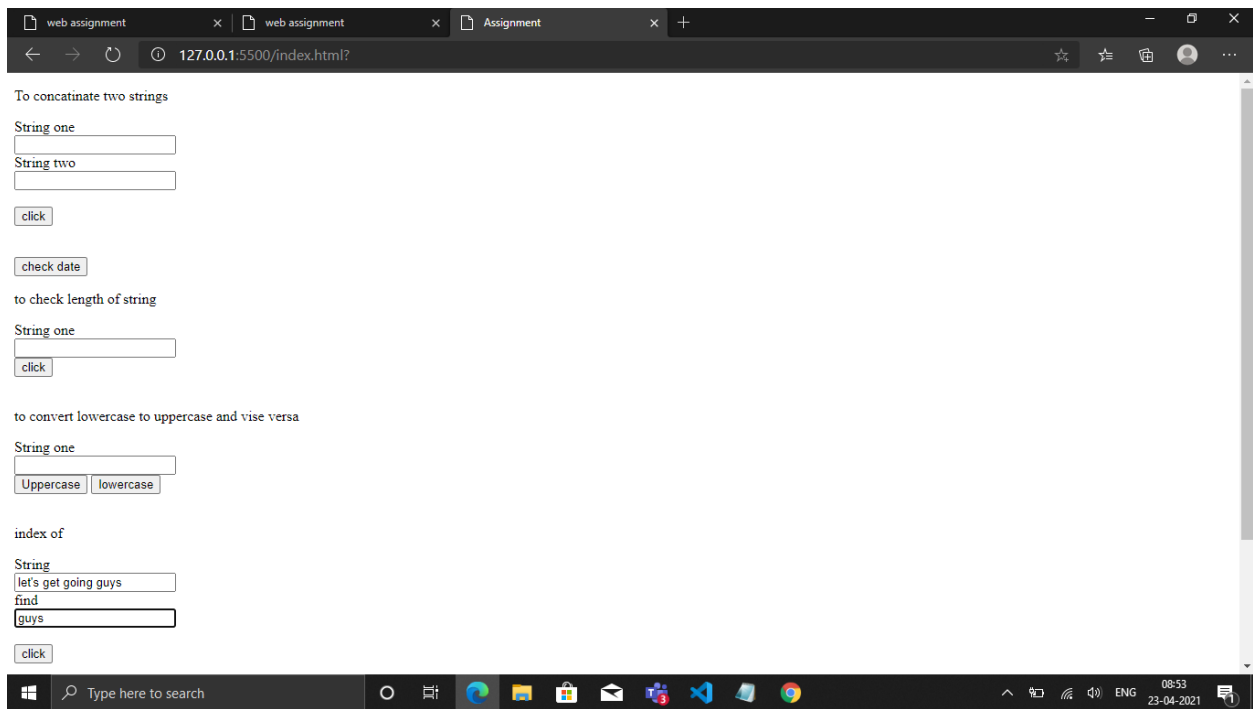 web assignment
web assignment
Assignment
127.0.0.1:5500/index.html?
To concatinate two strings
String one
String two
click
check date
to check length of string
String one
click
to convert lowercase to uppercase and vise versa
String one
Uppercase lowercase
index of
String
let's get going guys
find
guys
click
Type here to search
3
ENG
08:53
23-04-2021
1